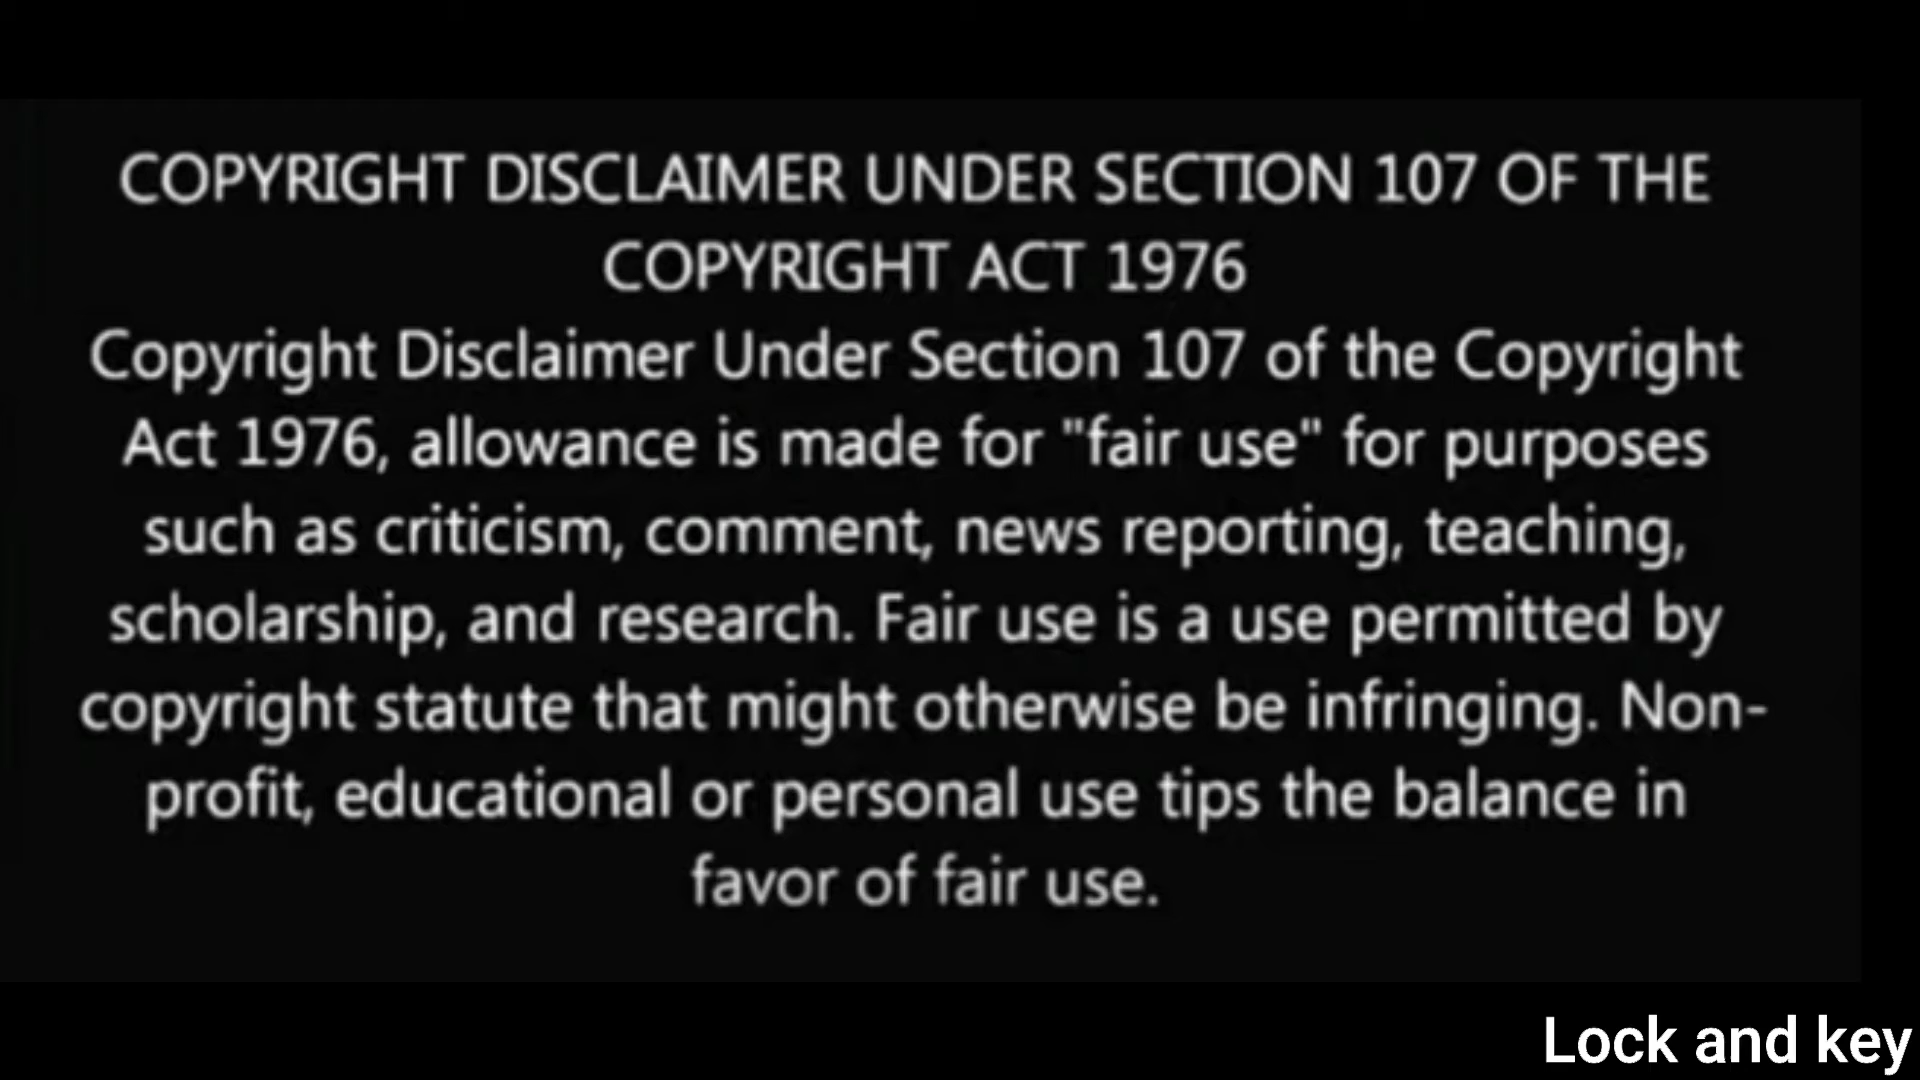 COPYRIGHT DISCLAIMER UNDER SECTION 107 OF THE
COPYRIGHT ACT 1976
Copyright Disclaimer Under Section 107 of the Copyright
Act 1976, allowance is made for "fair use" for purposes
such as criticism, comment, news reporting, teaching,
scholarship, and research. Fair use is a use permitted by
copyright statute that might otherwise be infringing. Non-
profit, educational or personal use tips the balance in
favor of fair use.
Lock and key